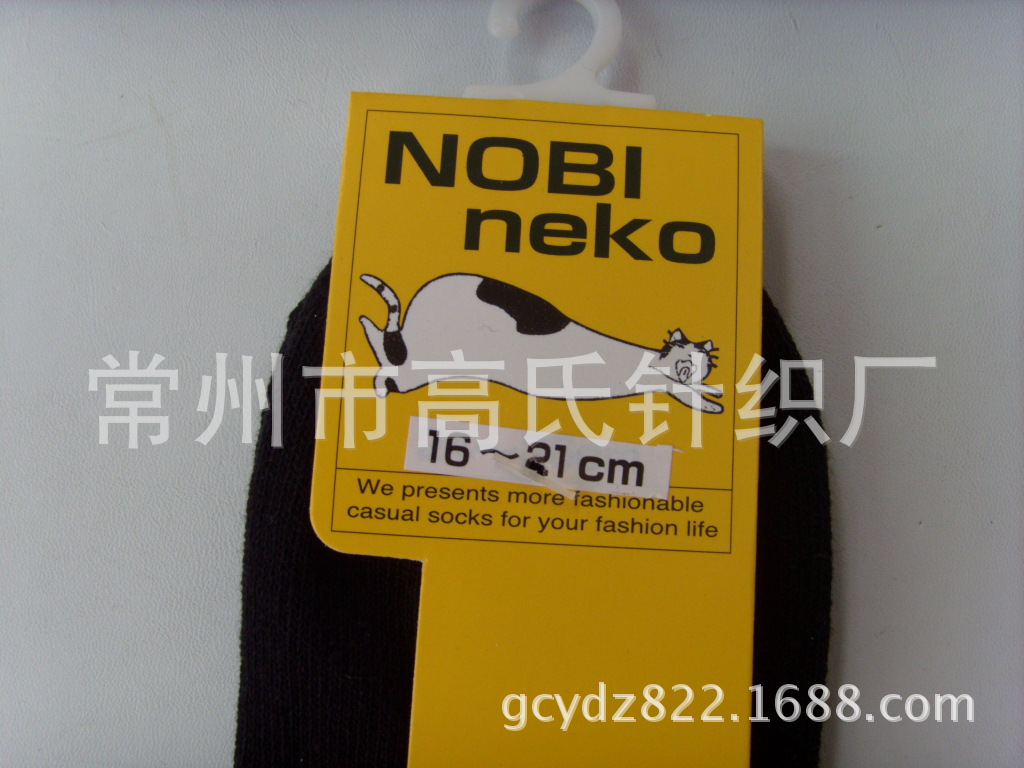 NOBI
neko
常州市高氏针织厂
16～21cm
We presents more fashionable
casual socks for your fashion life
gcydz822.1688.com